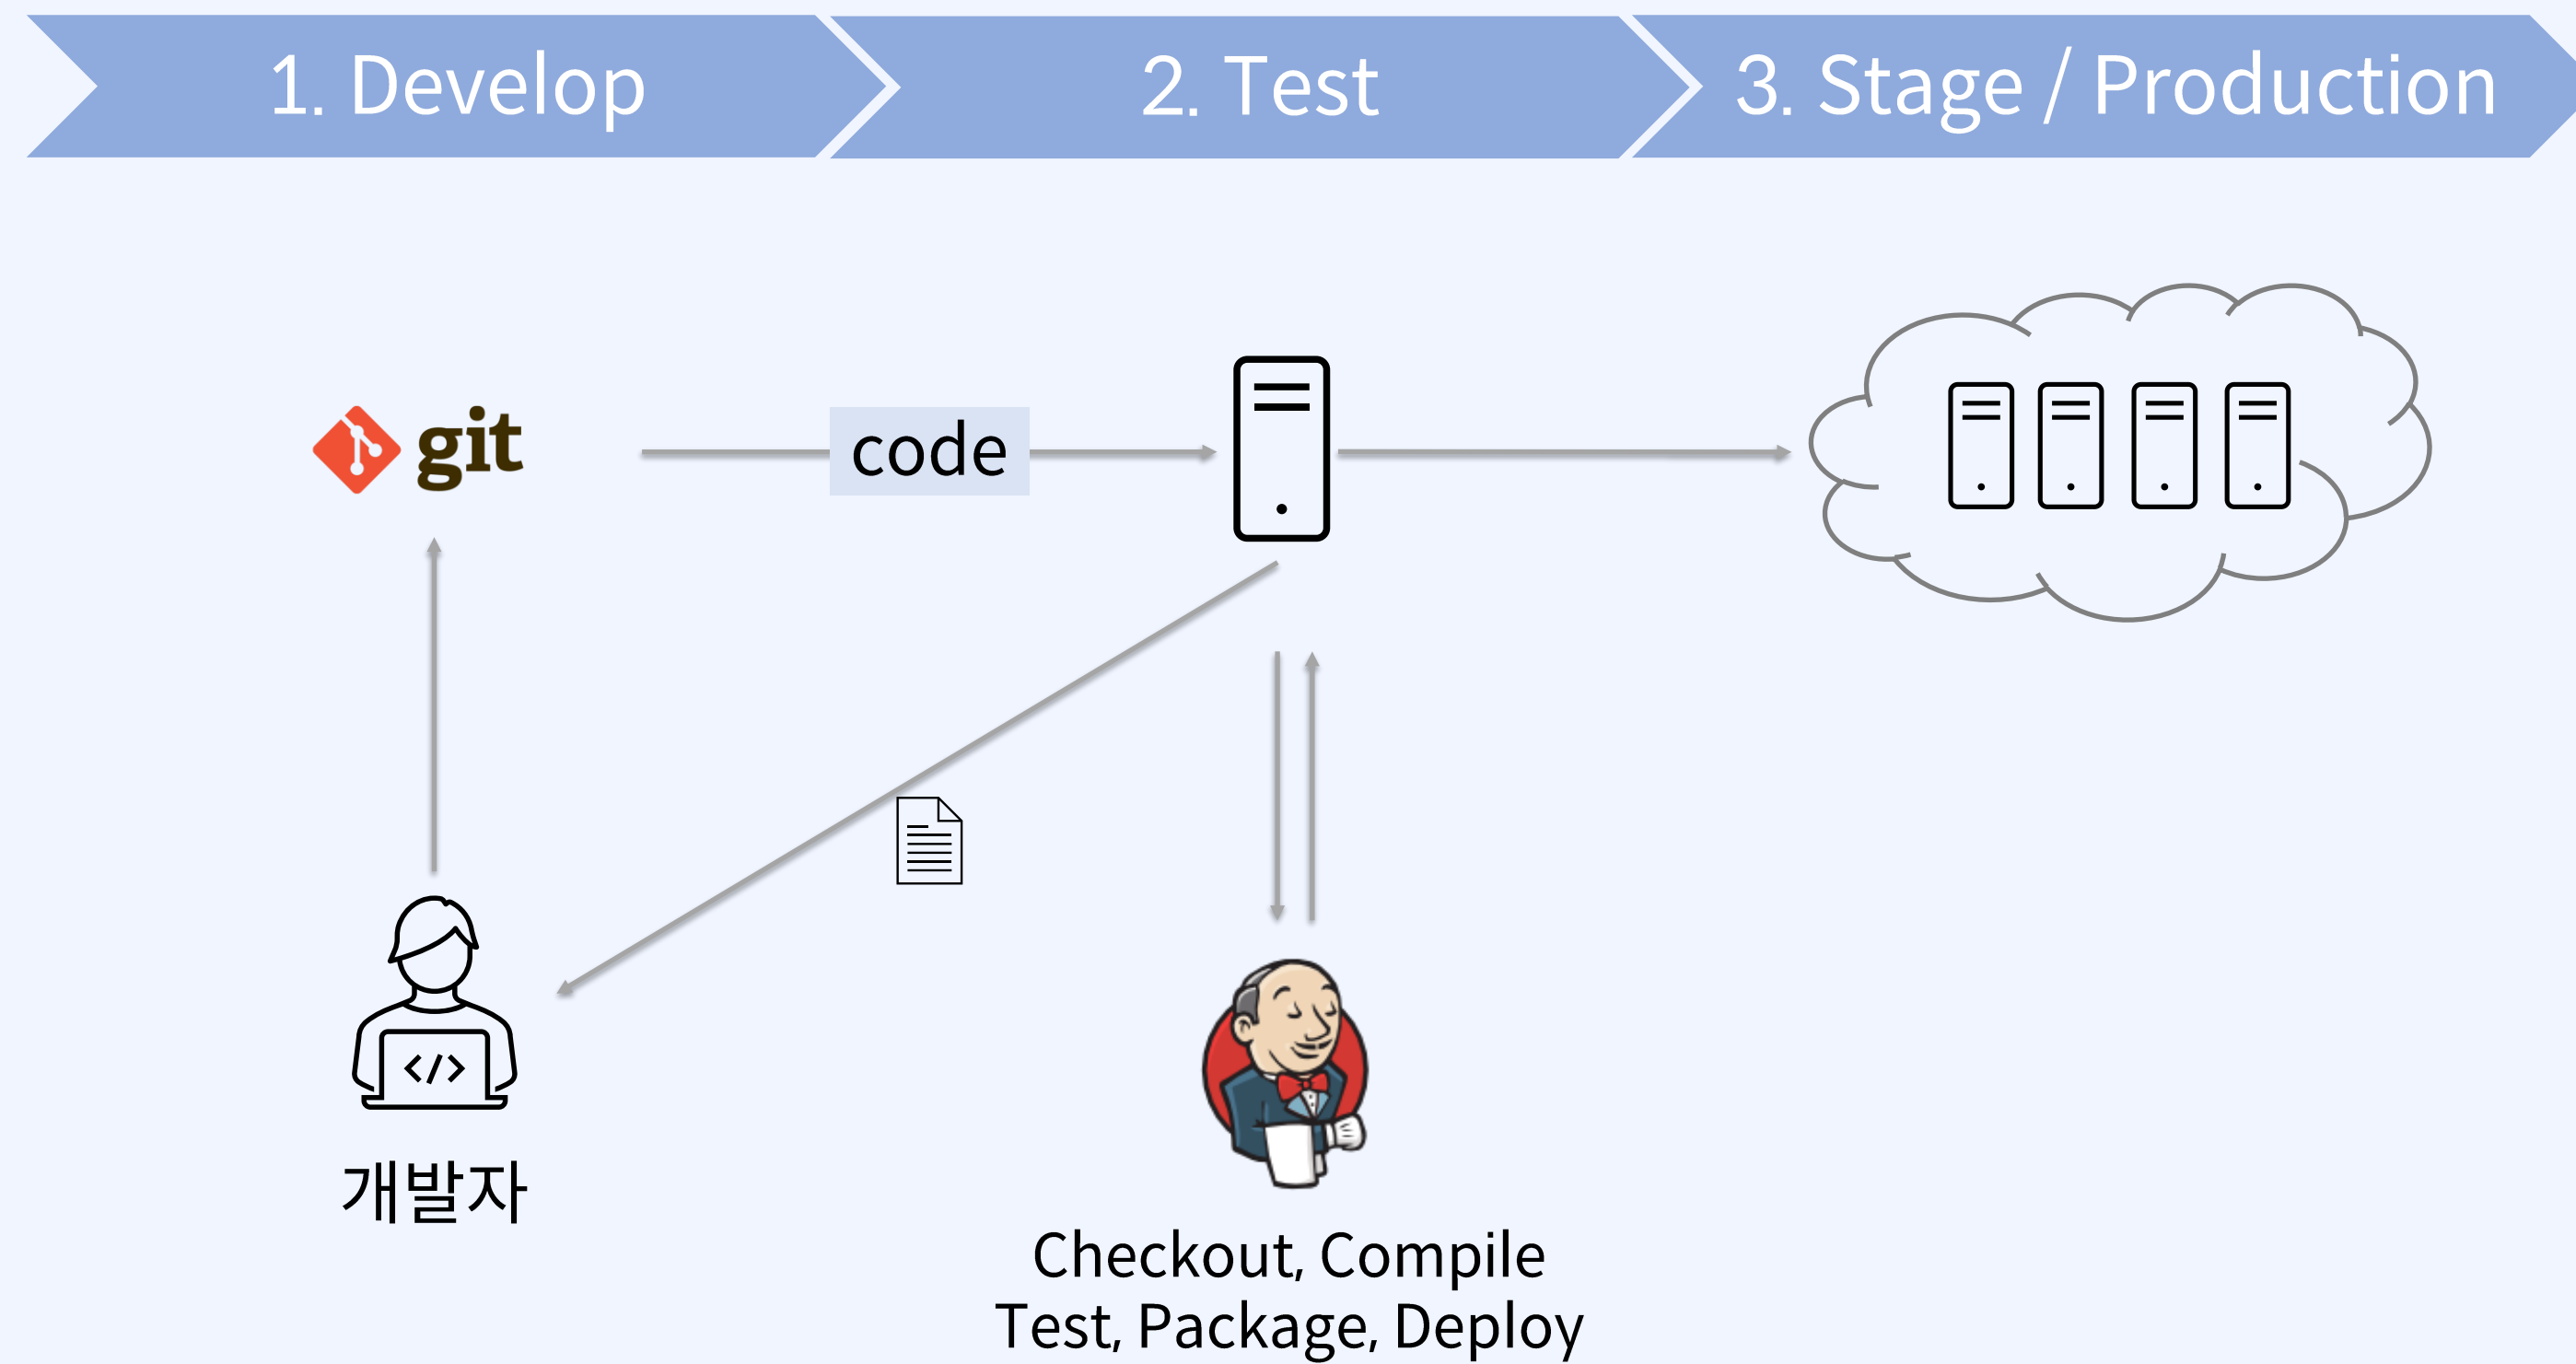 1. Develop
2. Test
3. Stage / Production
git
code
</>
개발자
Checkout, Compile
Test, Package, Deploy